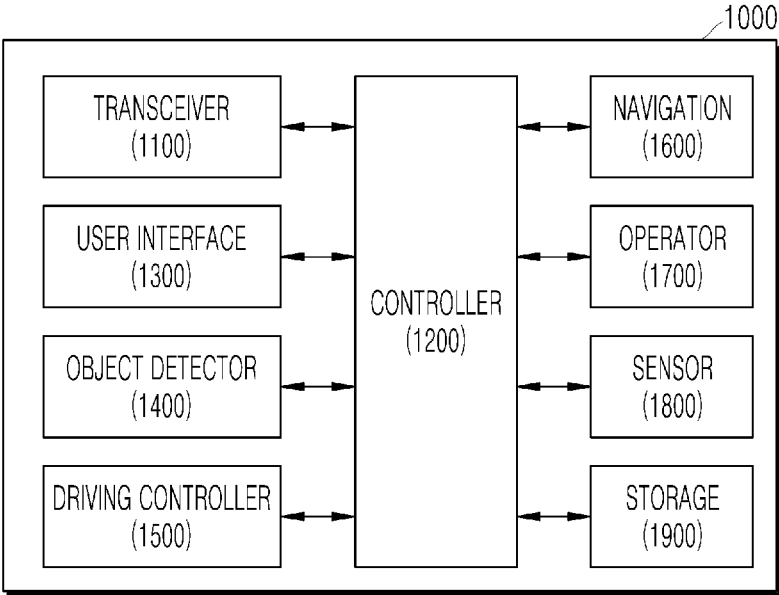 1000
TRANSCEIVER
(1100)
USER INTERFACE
(1300)
OBJECT DETECTOR
(1400)
DRIVING CONTROLLER
(1500)
CONTROLLER
(1200)
NAVIGATION
(1600)
OPERATOR
(1700)
SENSOR
(1800)
STORAGE
(1900)